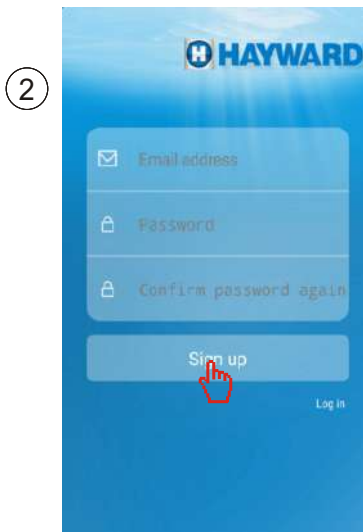 HAYWARD
2
Email address
Password
Confirm password again
Sign up
Log in